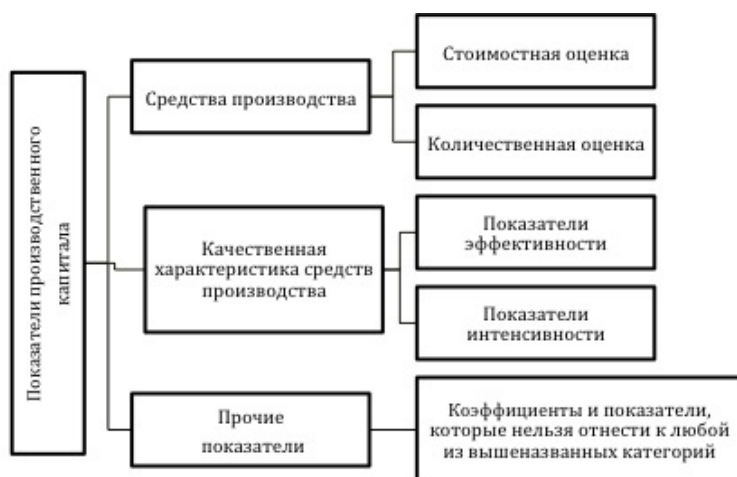 Показатели производственного
капитала
Средства производства
Стоимостная оценка
Количественная оценка
Качественная
характеристика средств
производства
Показатели
эффективности
Показатели
интенсивности
Прочие
показатели
Коэффициенты и показатели,
которые нельзя отнести к любой
из вышеназванных категорий